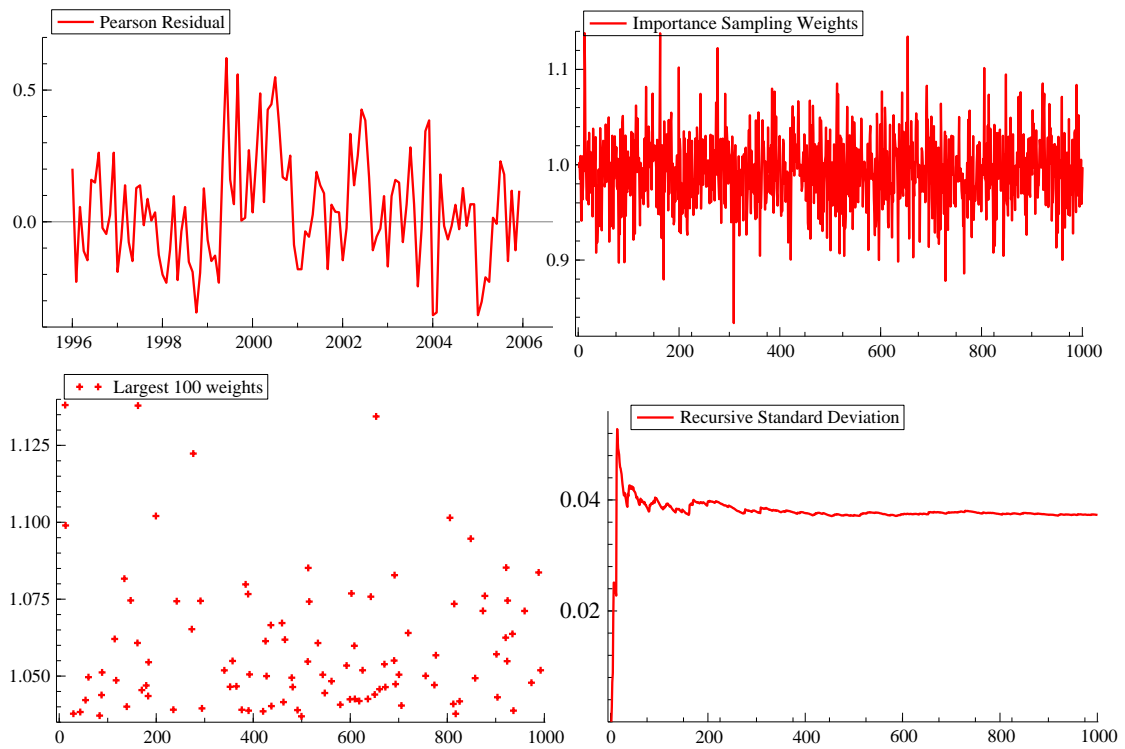 Pearson Residual
0.5
0.0
1996 1998 2000 2002 2004 2006
Importance Sampling Weights
1.1
1.0
0.9
0 200 400 600 800 1000
Largest 100 weights
1.125
1.100
1.075
1.050
0 200 400 600 800 1000
Recursive Standard Deviation
0.04
0.02
0 200 400 600 800 1000